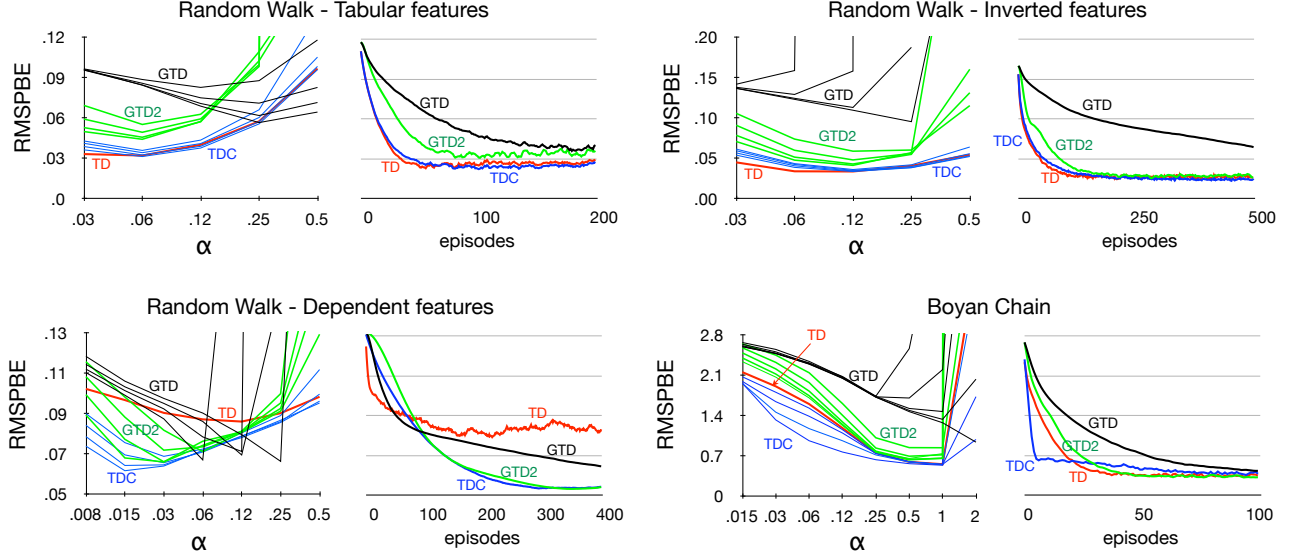 Random Walk - Tabular features
RMSPBE
.12
.09
.06
.03
.0
GTD
GTD2
TD
TDC
.03 .06 .12 .25 0.5
α
GTD
GTD2
TD
TDC
0 100 200
episodes
Random Walk - Inverted features
RMSPBE
.20
.15
.10
.05
.00
GTD
GTD2
TD
TDC
.03 .06 .12 .25 0.5
α
GTD
GTD2
TDC
TD
0 250 500
episodes
Random Walk - Dependent features
RMSPBE
.13
.11
.09
.07
.05
GTD
TD
GTD2
TDC
.008 .015 .03 .06 .12 .25 0.5
α
TD
GTD
GTD2
TDC
0 100 200 300 400
episodes
Boyan Chain
RMSPBE
2.8
2.1
1.4
0.7
0
TD
GTD
GTD2
TDC
.015 .03 .06 .12 .25 0.5 1 2
α
GTD
GTD2
TDC
TD
0 50 100
episodes